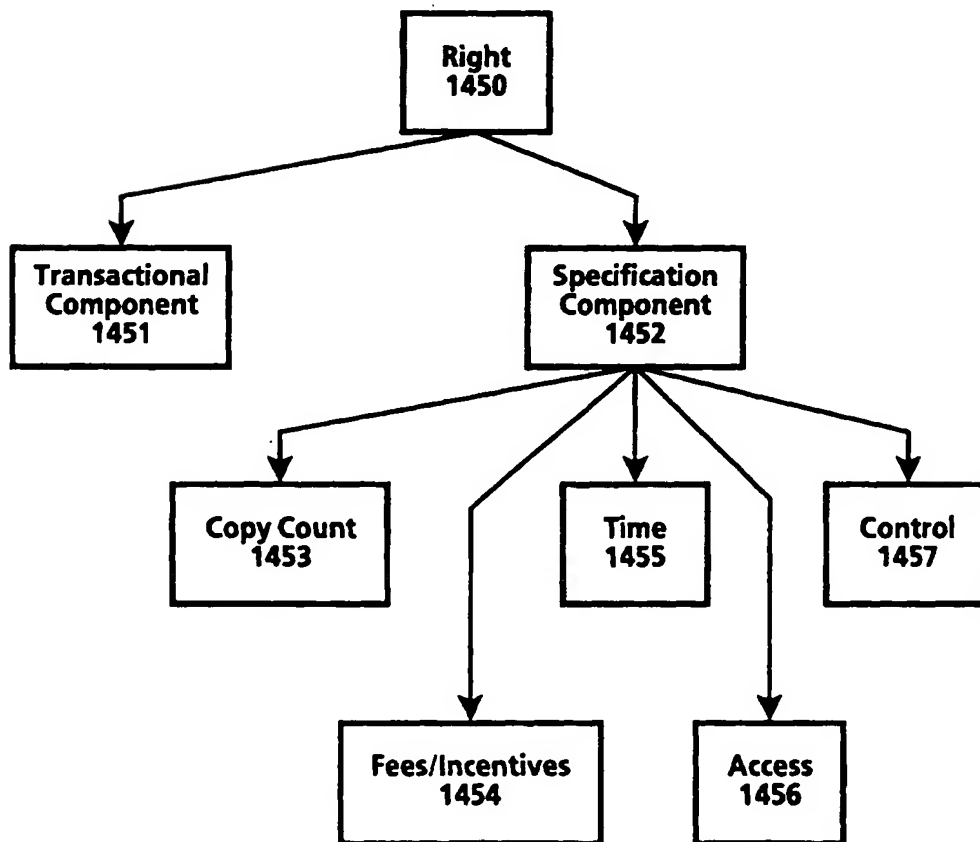 Right
1450
Transactional
Component
1451
Specification
Component
1452
Copy Count
1453
Time
1455
Control
1457
Fees/Incentives
1454
Access
1456